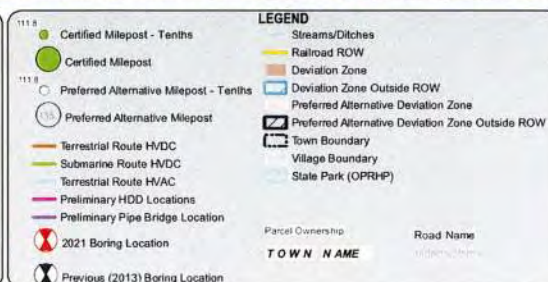 LEGEND
111 8
Certified Milepost - Tenths
Certified Milepost
111 8
Preferred Alternative Milepost - Tenths
135
Preferred Alternative Milepost
Terrestrial Route HVDC
Submarine Route HVDC
Terrestrial Route HVAC
Preliminary HDD Locations
Preliminary Pipe Bridge Location
2021 Boring Location
Previous (2013) Boring Location
Streams/Ditches
Railroad ROW
Deviation Zone
Deviation Zone Outside ROW
Preferred Alternative Deviation Zone
Preferred Alternative Deviation Zone Outside ROW
Town Boundary
Village Boundary
State Park (OPRHP)
Parcel Ownership
TOWN NAME
Road Name